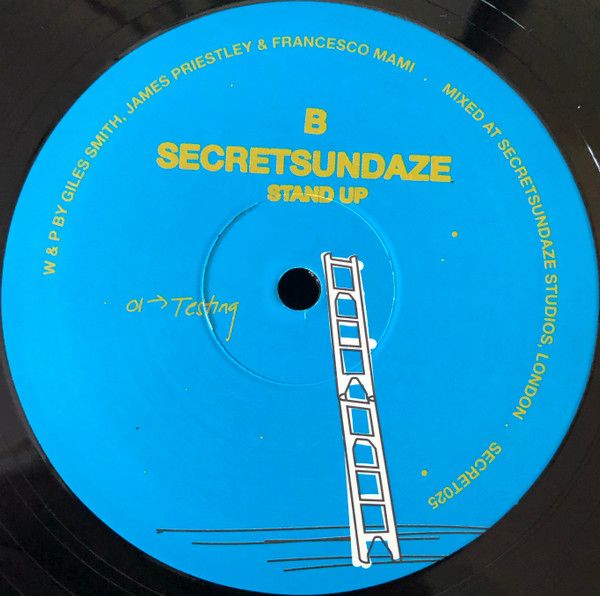 W & P BY GILES SMITH, JAMES PRIESTLEY & FRANCESCO MAMI · MIXED AT SECRETSUNDAZE STUDIOS, LONDON · SECRET025
B
SECRETSUNDAZE
STAND UP
01→Testing